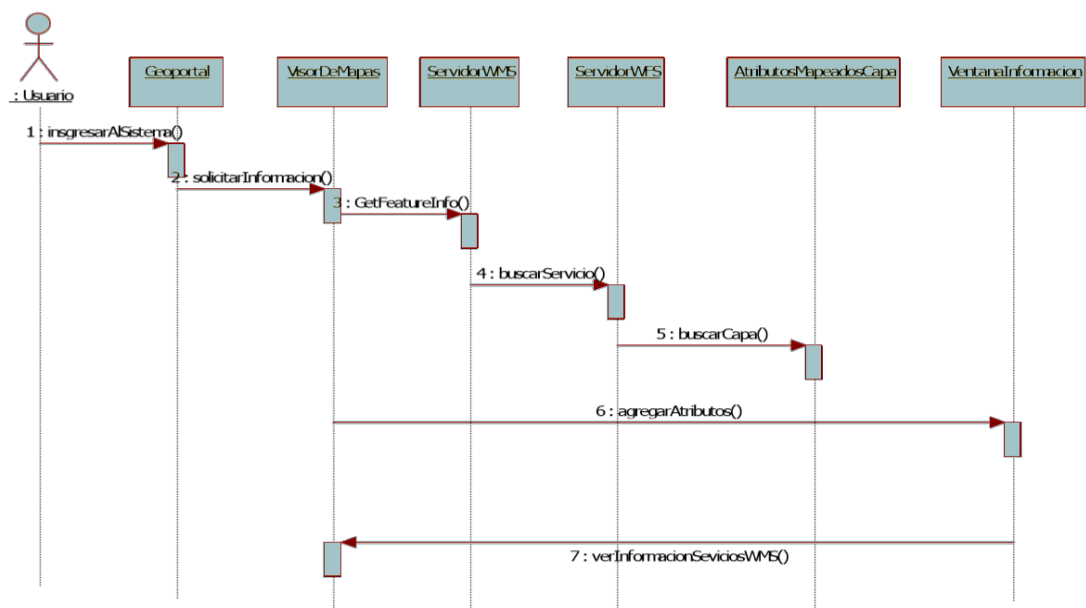 Geoportal
VisorDeMapas
ServidorWMS
ServidorWFS
AtributosMapeadosCapa
VentanaInformacion
: Usuario
1 : insgresarAlSistema()
2 : solicitarInformacion()
3 : GetFeatureInfo()
4 : buscarServicio()
5 : buscarCapa()
6 : agregarAtributos()
7 : verInformacionSeviciosWMS()